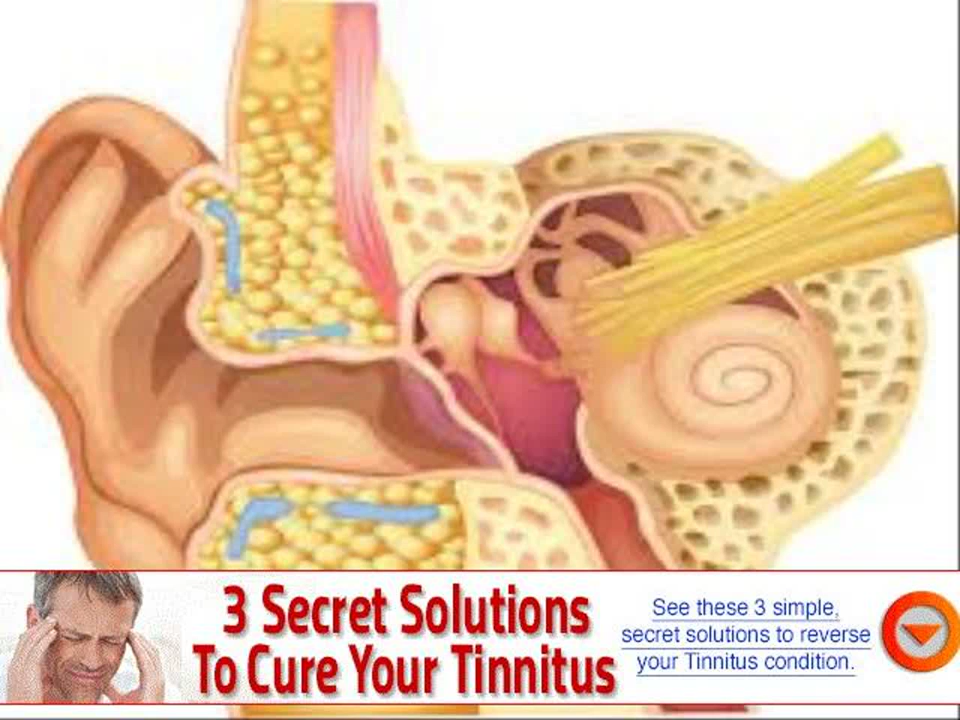 3 Secret Solutions
To Cure Your Tinnitus
See these 3 simple,
secret solutions to reverse
your Tinnitus condition.